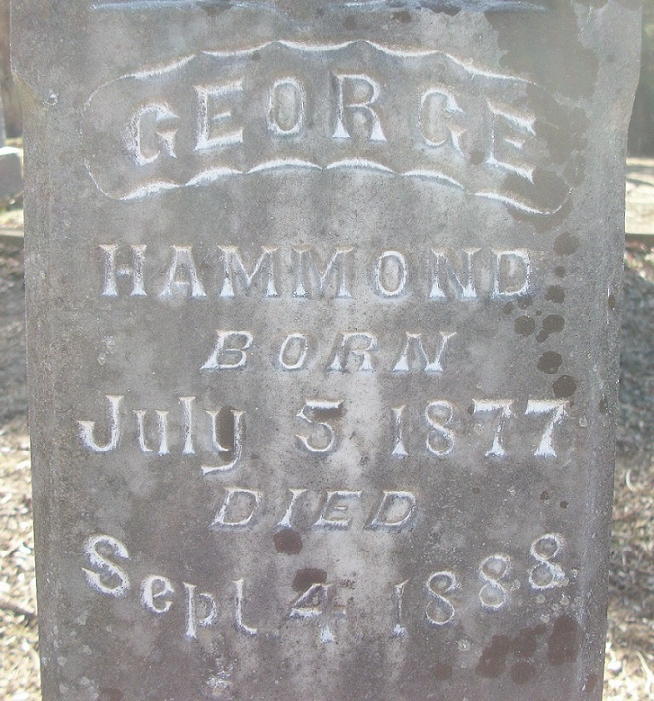 GEORGE
HAMMOND
BORN
July 5 1877
DIED
Sept. 4 1888